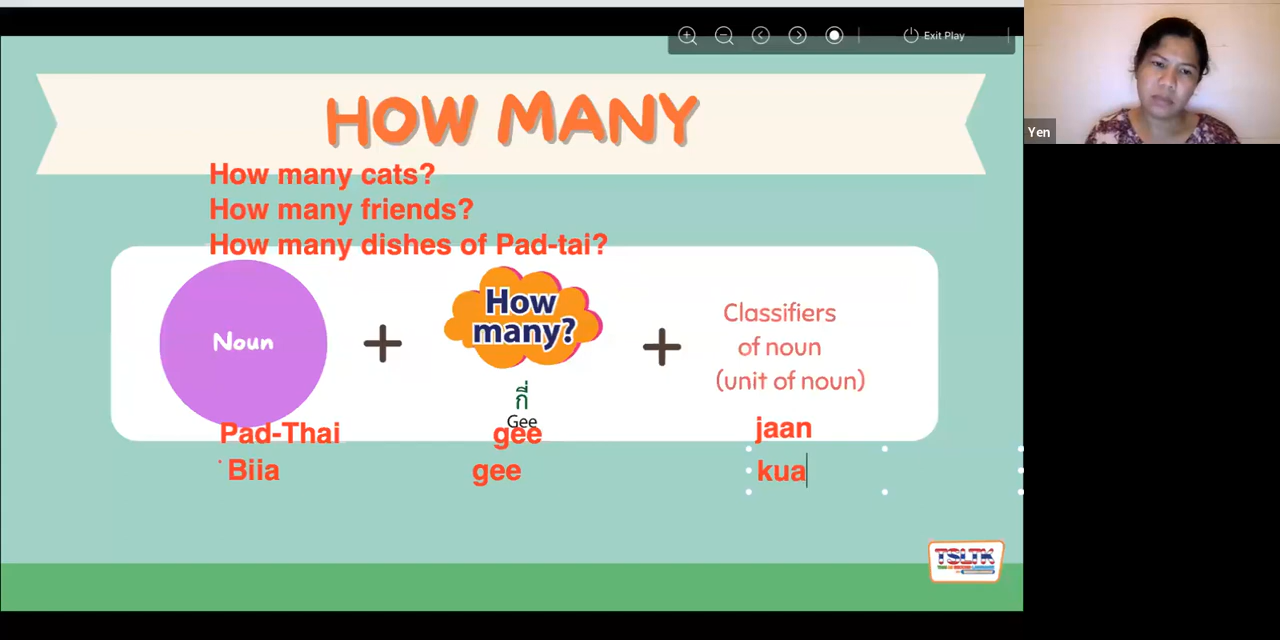 Exit Play
HOW MANY
How many cats?
How many friends?
How many dishes of Pad-tai?
Noun
+
How
many?
+
Classifiers
of noun
(unit of noun)
กี่
Gee
Pad-Thai gee jaan
Biia gee kua
TSLTK
Yen